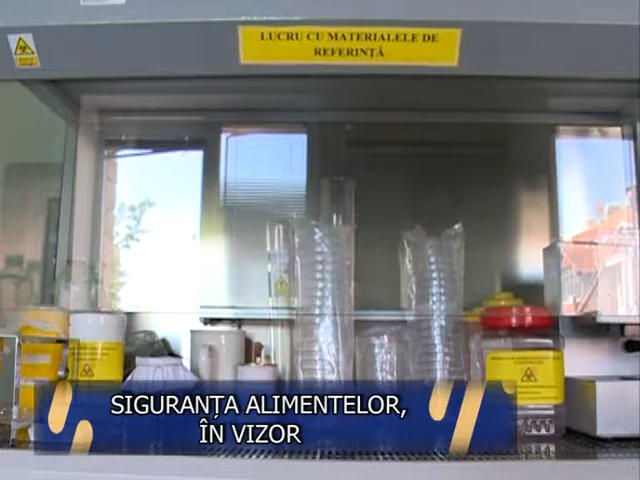 LUCRU CU MATERIALELE DE
REFERINȚĂ
SIGURANȚA ALIMENTELOR,
ÎN VIZOR